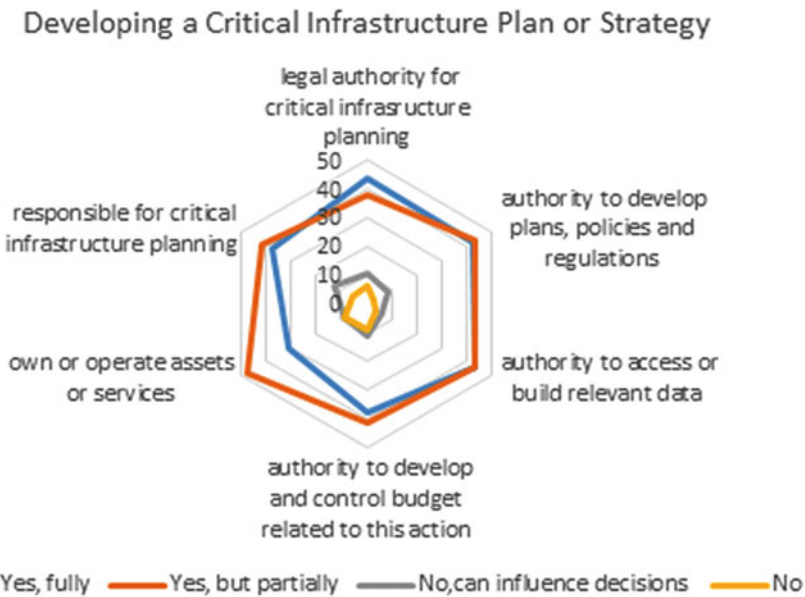 Developing a Critical Infrastructure Plan or Strategy
legal authority for
critical infrasructure
planning
50
40
30
20
10
0
authority to develop
plans, policies and
regulations
authority to access or
build relevant data
authority to develop
and control budget
related to this action
own or operate assets
or services
responsible for critical
infrastructure planning
Yes, fully Yes, but partially No,can influence decisions No